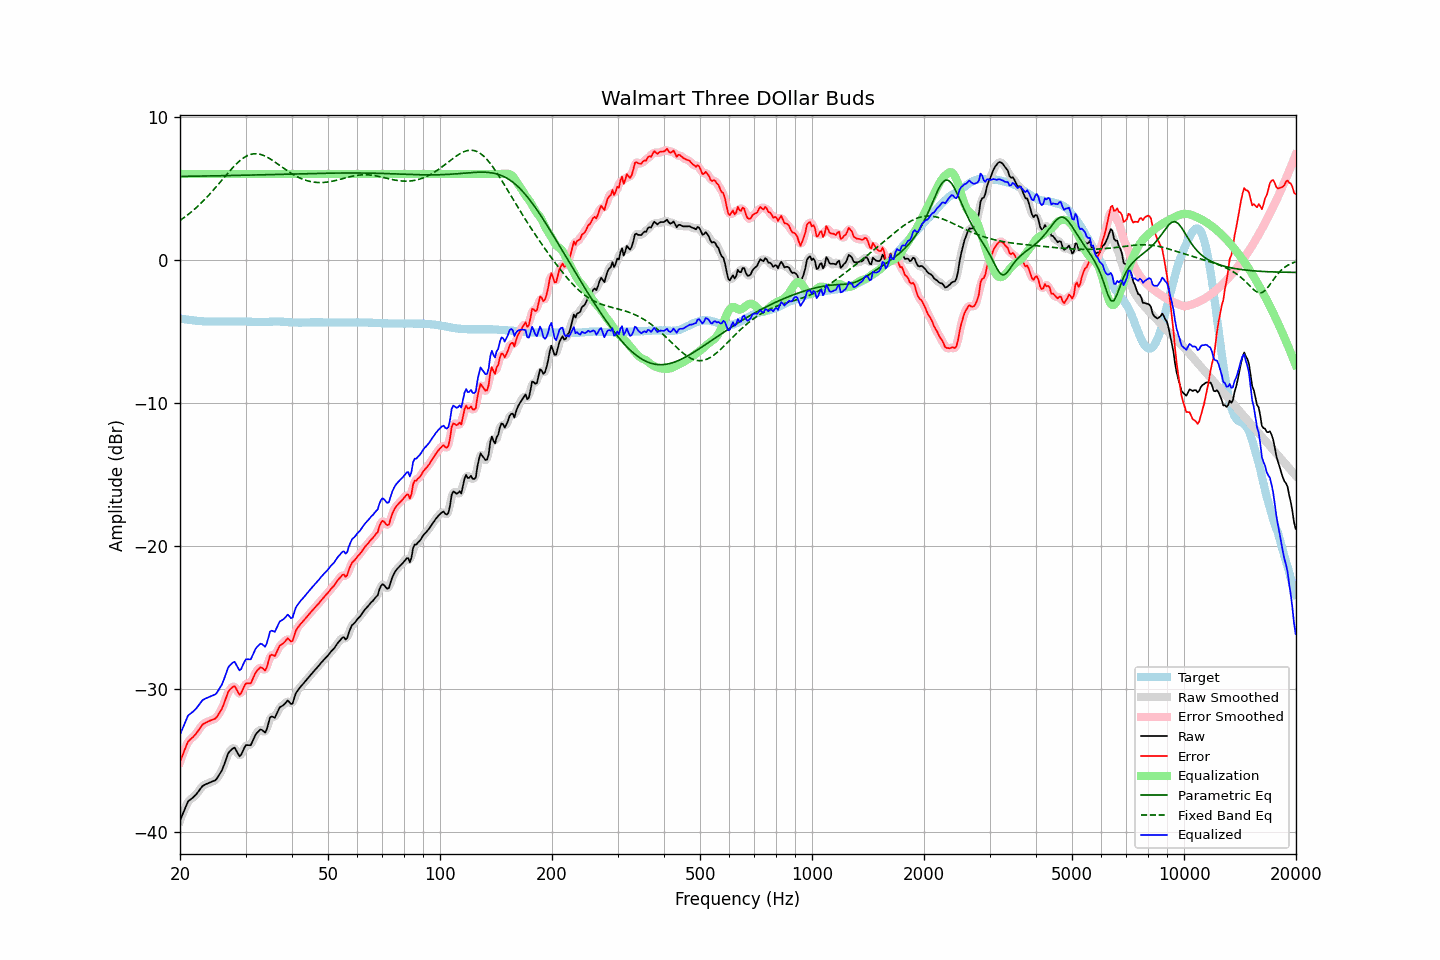 Walmart Three DOllar Buds
10
0
−10
−20
−30
−40
Amplitude (dBr)
20
50
100
200
500
1000
2000
5000
10000
20000
Frequency (Hz)
Target
Raw Smoothed
Error Smoothed
Raw
Error
Equalization
Parametric Eq
Fixed Band Eq
Equalized